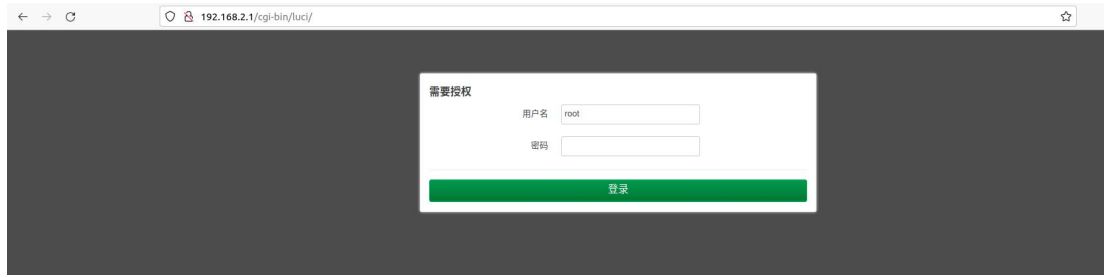 192.168.2.1/cgi-bin/luci/
需要授权
用户名 root
密码
登录